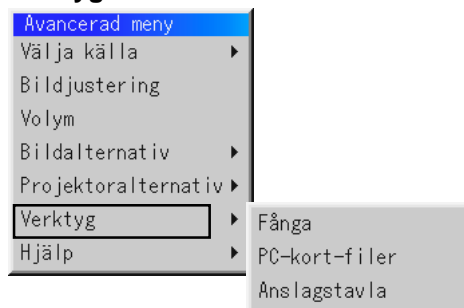 Avancerad meny
Välja källa
Bildjustering
Volym
Bildalternativ
Projektoralternativ
Verktyg
Hjälp
Fånga
PC-kort-filer
Anslagstavla